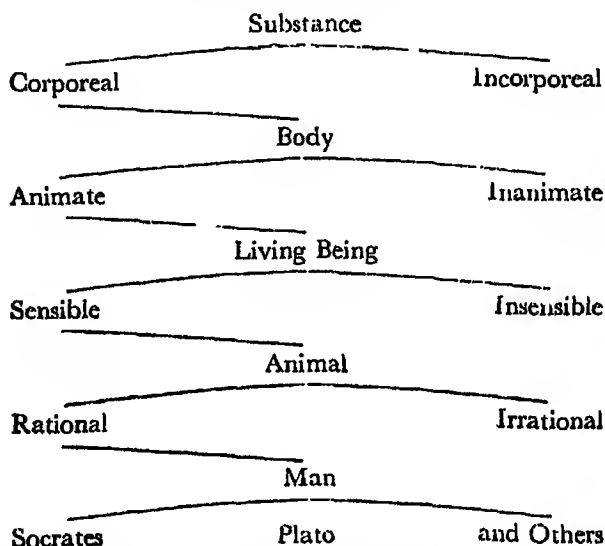 Substance
Corporeal Incorporeal
Body
Animate Inanimate
Living Being
Sensible Insensible
Animal
Rational Irrational
Man
Socrates Plato and Others